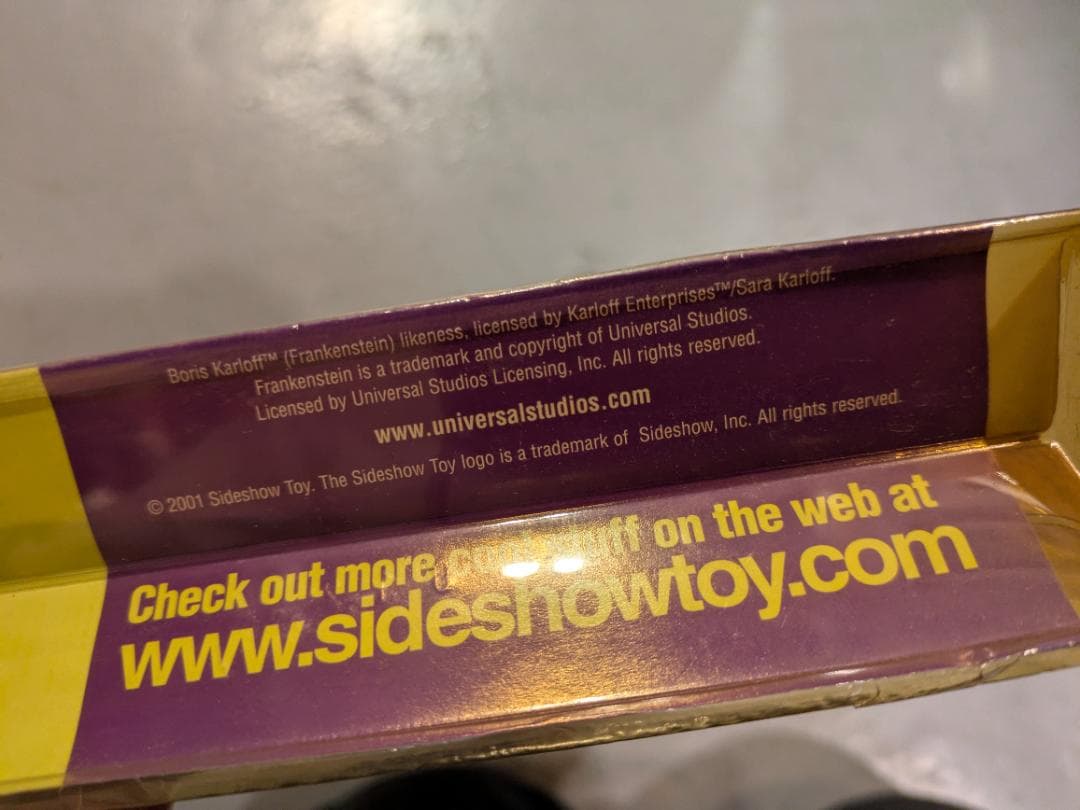 Boris Karloff™ (Frankenstein) likeness, licensed by Karloff Enterprises™/Sara Karloff.
Frankenstein is a trademark and copyright of Universal Studios.
Licensed by Universal Studios Licensing, Inc. All rights reserved.
www.universalstudios.com
© 2001 Sideshow Toy. The Sideshow Toy logo is a trademark of Sideshow, Inc. All rights reserved.
Check out more cool stuff on the web at
www.sideshowtoy.com